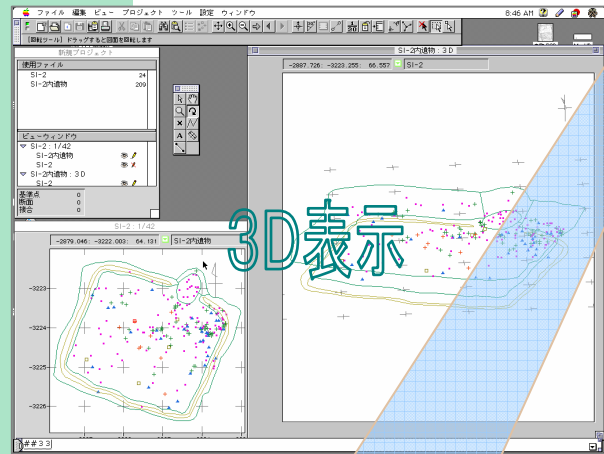 ファイル 編集 ビュー プロジェクト ツール 設定 ウィンドウ
8:46 AM
[回転ツール] ドラッグすると図面を回転します
新規プロジェクト
使用ファイル
SI-2 24
SI-2内遺物 209
ビューウィンドウ
SI-2 : 1/42
SI-2内遺物
SI-2
SI-2内遺物 : 3D
SI-2
基準点 0
断面 0
接合 0
SI-2内遺物 : 3D
-2887.726: -3223.255: 66.557 SI-2
SI-2 : 1/42
-2879.046: -3222.003: 64.131 SI-2内遺物
3D表示
-3223
-3224
-3225
-3226
##33